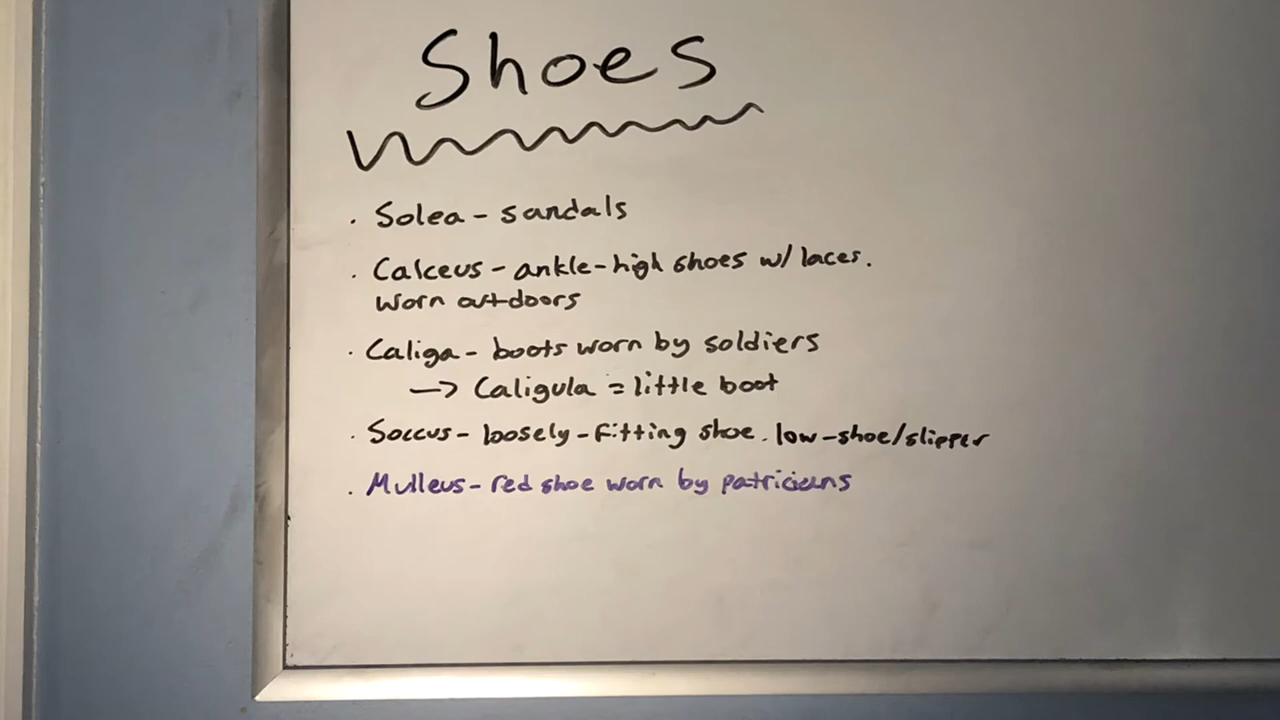 Shoes
· Solea - sandals
· Calceus - ankle-high shoes w/ laces.
worn outdoors
· Caliga - boots worn by soldiers
→ Caligula = little boot
· Soccus - loosely-fitting shoe. low-shoe/slipper
· Mulleus - red shoe worn by patricians